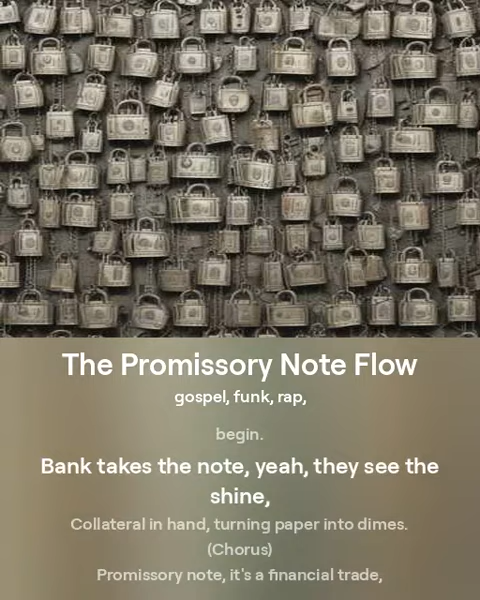 The Promissory Note Flow
gospel, funk, rap,
begin.
Bank takes the note, yeah, they see the
shine,
Collateral in hand, turning paper into dimes.
(Chorus)
Promissory note, it's a financial trade,